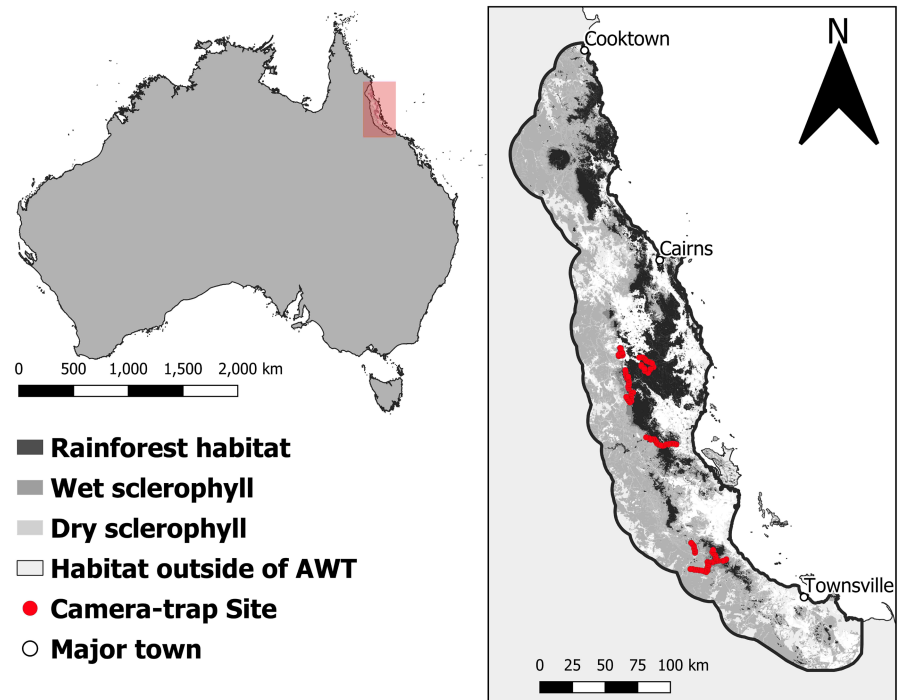 0 500 1,000 1,500 2,000 km
Rainforest habitat
Wet sclerophyll
Dry sclerophyll
Habitat outside of AWT
Camera-trap Site
Major town
N
Cooktown
Cairns
Townsville
0 25 50 75 100 km